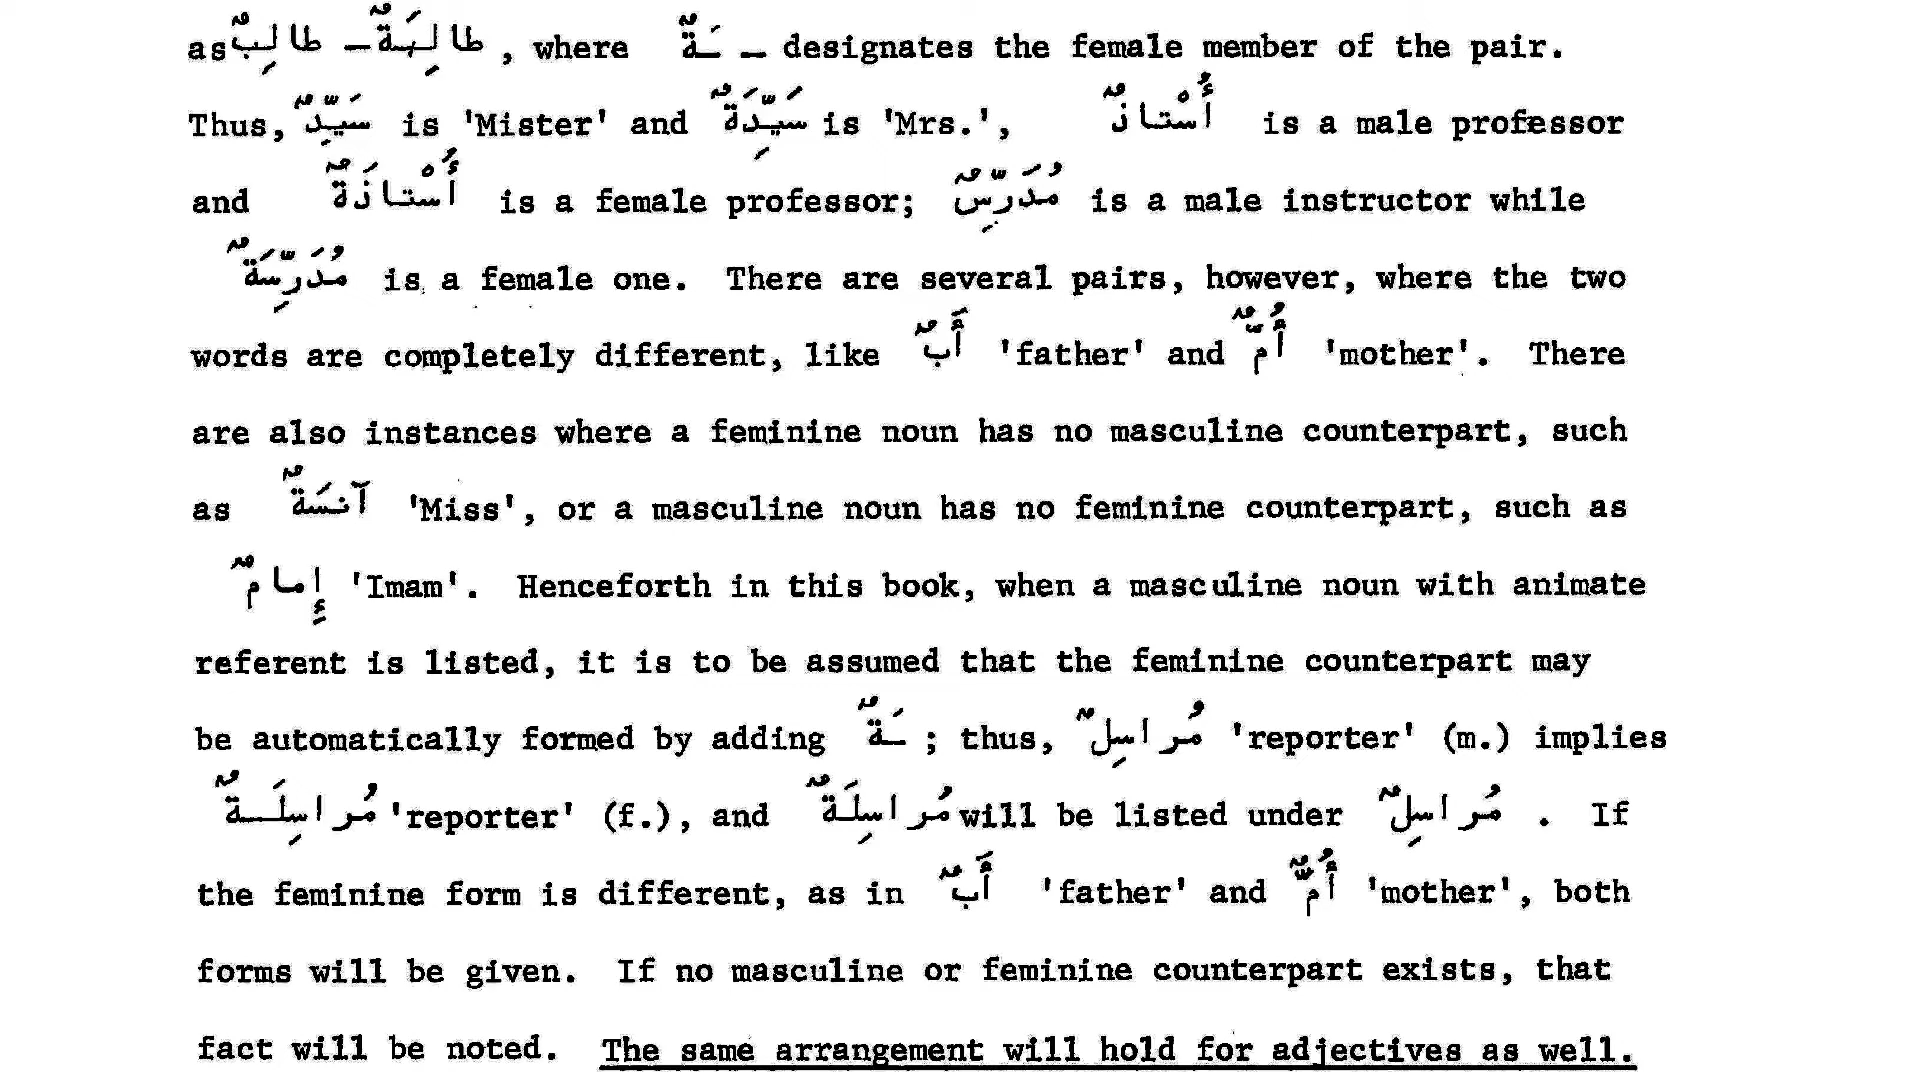 as طالِبٌ – طالِبَةٌ , where ـَةٌ – designates the female member of the pair.
Thus, سَيِّدٌ is 'Mister' and سَيِّدَةٌ is 'Mrs.', أُسْتاذٌ is a male professor
and أُسْتاذَةٌ is a female professor; مُدَرِّسٌ is a male instructor while
مُدَرِّسَةٌ is a female one. There are several pairs, however, where the two
words are completely different, like أَبٌ 'father' and أُمٌّ 'mother'. There
are also instances where a feminine noun has no masculine counterpart, such
as آنسَةٌ 'Miss', or a masculine noun has no feminine counterpart, such as
إِمامٌ 'Imam'. Henceforth in this book, when a masculine noun with animate
referent is listed, it is to be assumed that the feminine counterpart may
be automatically formed by adding ـَةٌ ; thus, مُراسِلٌ 'reporter' (m.) implies
مُراسِلَةٌ 'reporter' (f.), and مُراسِلَةٌ will be listed under مُراسِلٌ . If
the feminine form is different, as in أَبٌ 'father' and أُمٌّ 'mother', both
forms will be given. If no masculine or feminine counterpart exists, that
fact will be noted. The same arrangement will hold for adjectives as well.